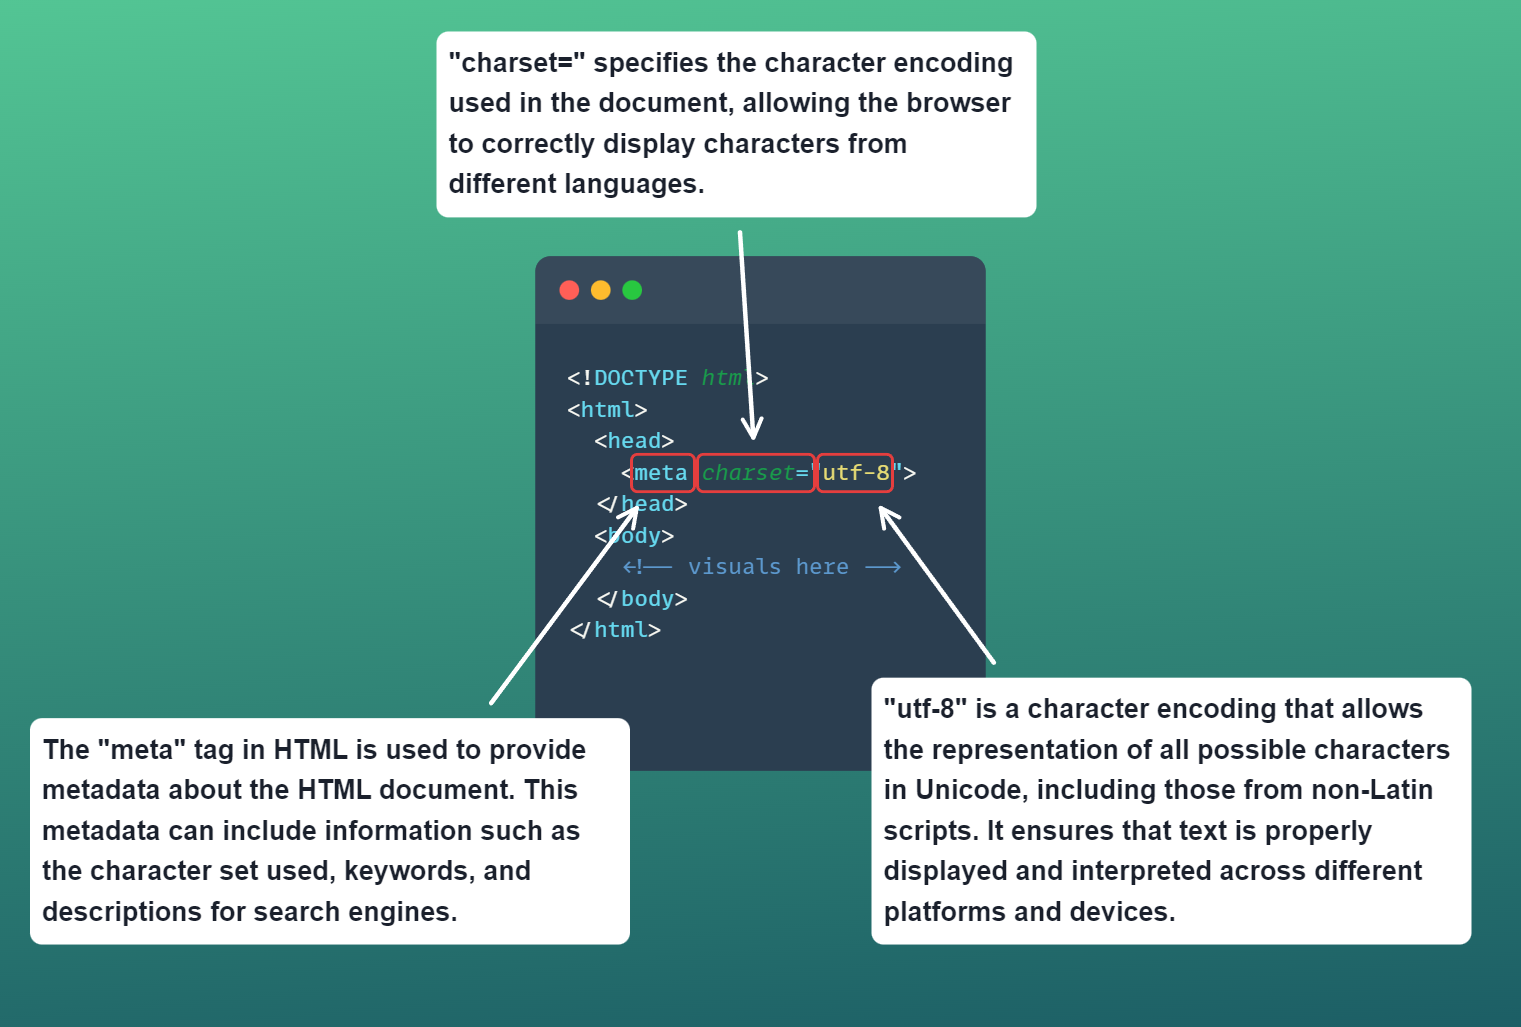 "charset=" specifies the character encoding
used in the document, allowing the browser
to correctly display characters from
different languages.
<!DOCTYPE html>
<html>
<head>
<meta charset="utf-8">
</head>
<body>
<!-- visuals here -->
</body>
</html>
The "meta" tag in HTML is used to provide
metadata about the HTML document. This
metadata can include information such as
the character set used, keywords, and
descriptions for search engines.
"utf-8" is a character encoding that allows
the representation of all possible characters
in Unicode, including those from non-Latin
scripts. It ensures that text is properly
displayed and interpreted across different
platforms and devices.